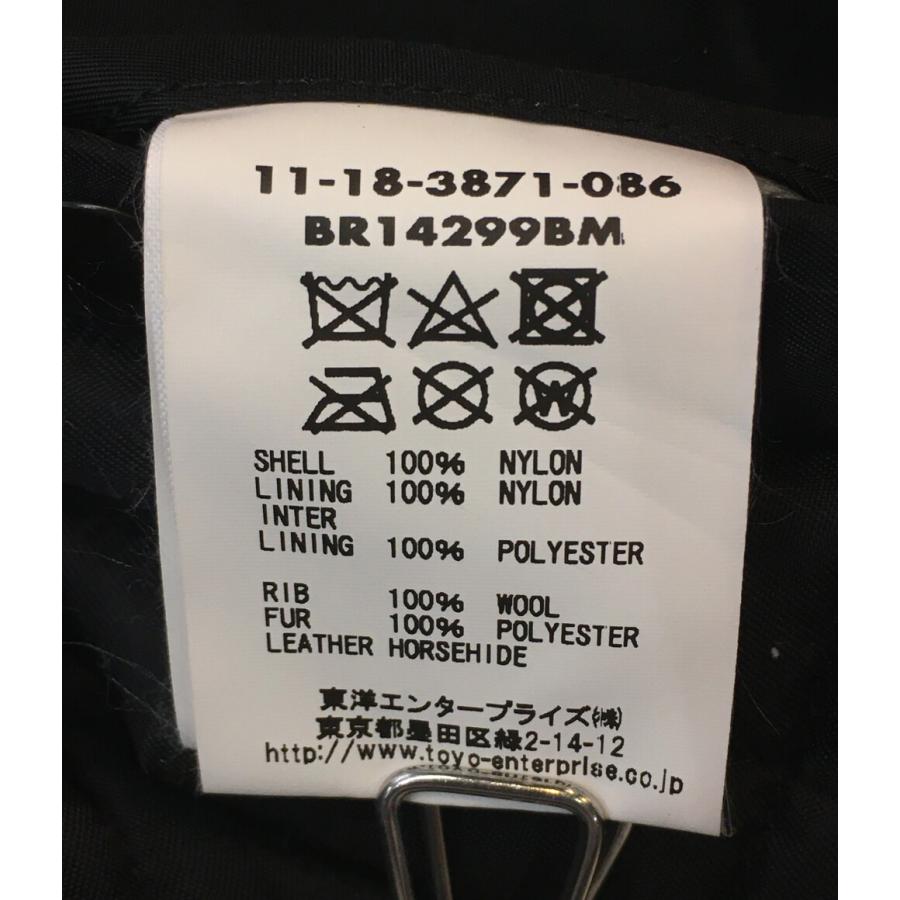 11-18-3871-086
BR14299BM
SHELL 100% NYLON
LINING 100% NYLON
INTER
LINING 100% POLYESTER
RIB 100% WOOL
FUR 100% POLYESTER
LEATHER HORSEHIDE
東洋エンタープライズ㈱
東京都墨田区緑2-14-12
http://www.toyo-enterprise.co.jp